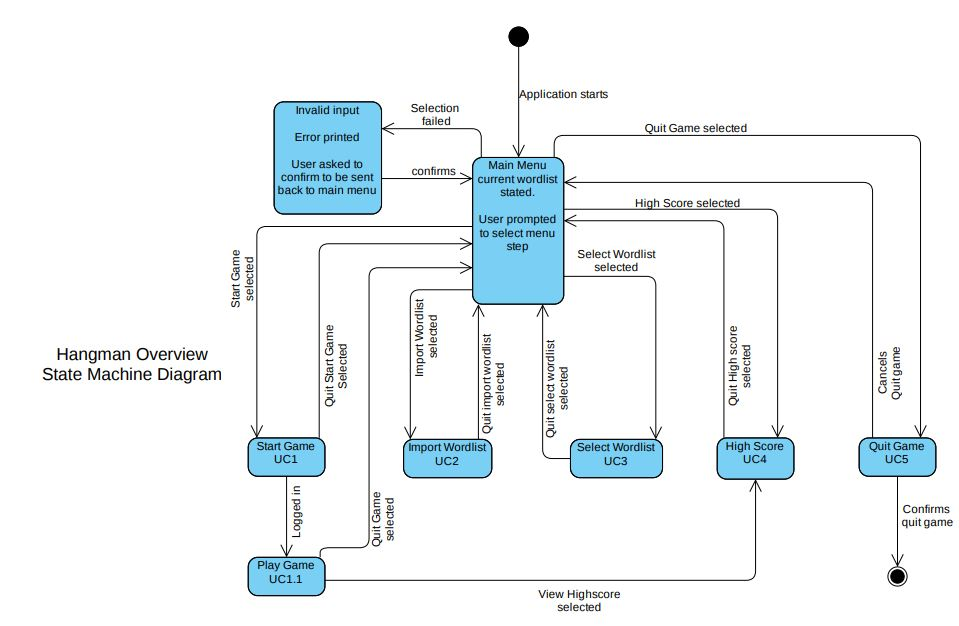 Application starts
Invalid input
Error printed
User asked to
confirm to be sent
back to main menu
Selection
failed
confirms
Main Menu
current wordlist
stated.
User prompted
to select menu
step
Quit Game selected
High Score selected
Select Wordlist
selected
Start Game
selected
Quit Start Game
Selected
Import Wordlist
selected
Quit import wordlist
selected
Quit select wordlist
selected
Quit High score
selected
Cancels
Quit game
Hangman Overview
State Machine Diagram
Start Game
UC1
Import Wordlist
UC2
Select Wordlist
UC3
High Score
UC4
Quit Game
UC5
Logged in
Quit Game
selected
Confirms
quit game
Play Game
UC1.1
View Highscore
selected